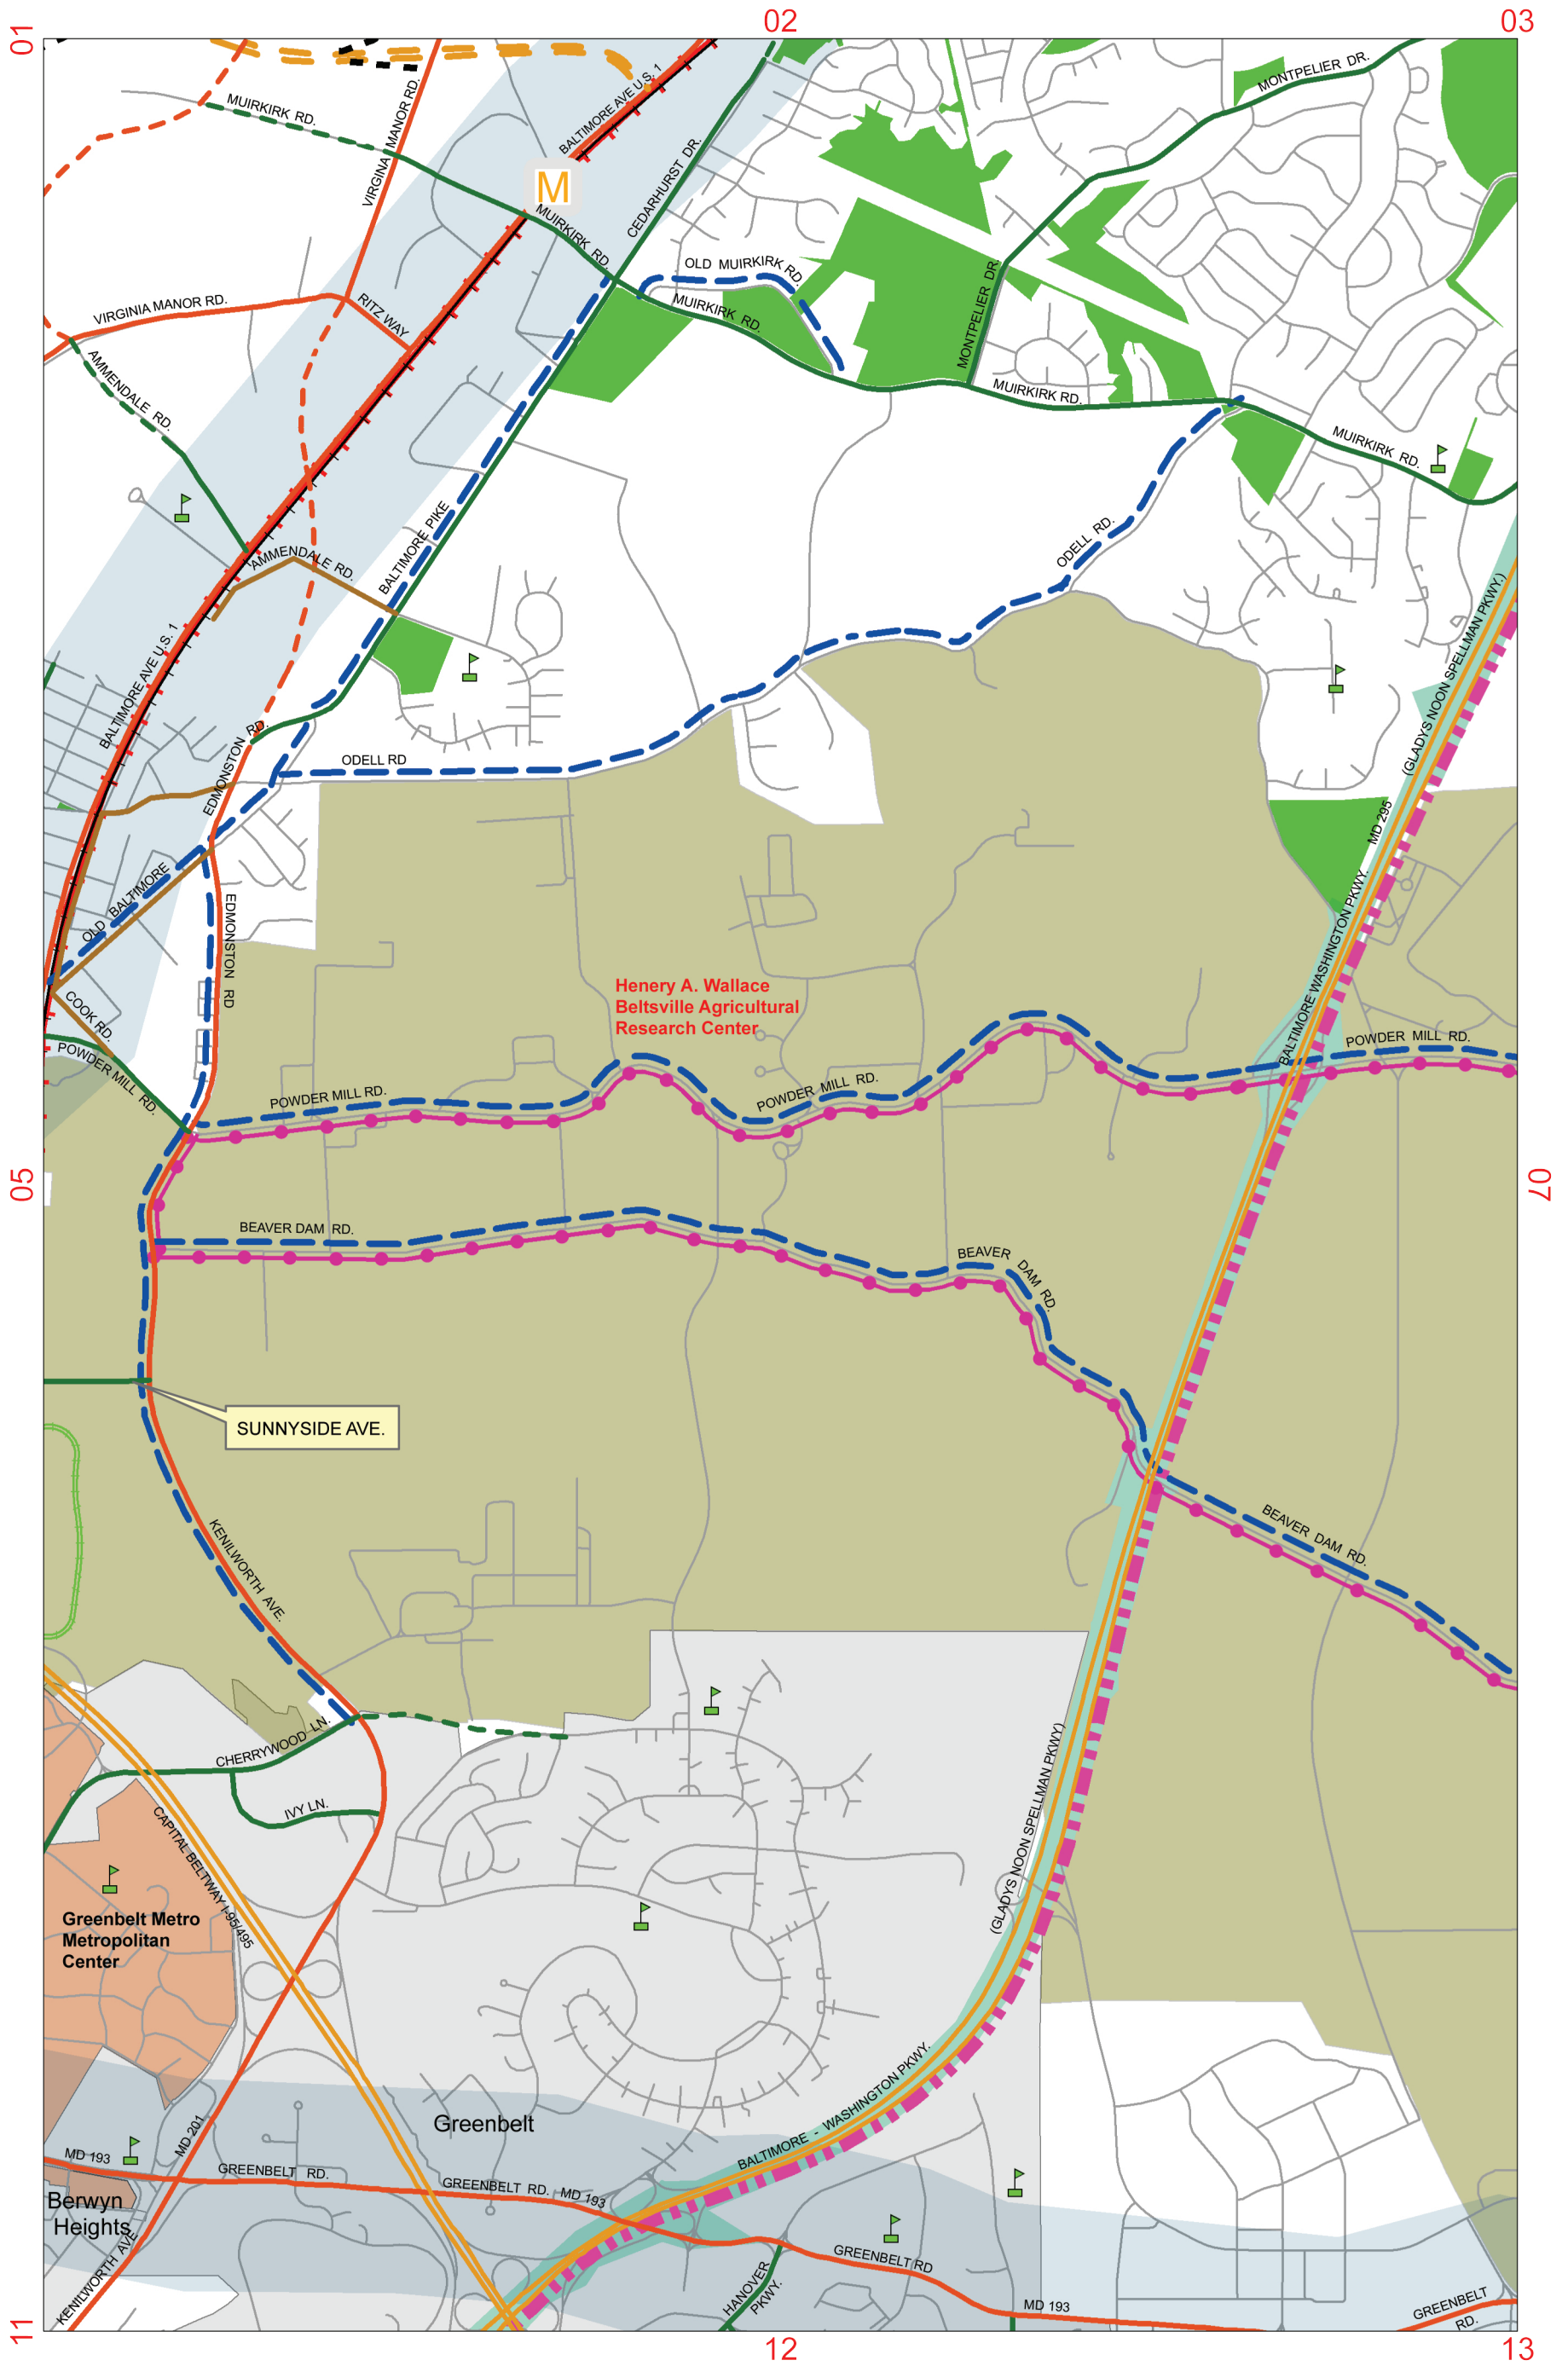 01
02
03
MUIRKIRK RD.
VIRGINIA MANOR RD.
BALTIMORE AVE U.S. 1
MONTPELIER DR.
M
CEDARHURST DR.
MUIRKIRK RD.
OLD MUIRKIRK RD.
MUIRKIRK RD.
VIRGINIA MANOR RD.
RITZ WAY
MONTPELIER DR.
AMMENDALE RD.
MUIRKIRK RD.
MUIRKIRK RD.
AMMENDALE RD.
BALTIMORE PIKE
ODELL RD.
BALTIMORE AVE U.S. 1
(GLADYS NOON SPELLMAN PKWY.)
EDMONSTON RD.
ODELL RD
MD 295
OLD BALTIMORE
EDMONSTON RD
BALTIMORE WASHINGTON PKWY.
Henery A. Wallace
Beltsville Agricultural
Research Center
COOK RD.
POWDER MILL RD.
POWDER MILL RD.
POWDER MILL RD.
POWDER MILL RD.
05
07
BEAVER DAM RD.
BEAVER
DAM RD.
SUNNYSIDE AVE.
KENILWORTH AVE.
BEAVER DAM RD.
CHERRYWOOD LN.
IVY LN.
CAPITAL BELTWAY I-95/495
(GLADYS NOON SPELLMAN PKWY)
Greenbelt Metro
Metropolitan
Center
Greenbelt
BALTIMORE - WASHINGTON PKWY.
MD 201
MD 193
GREENBELT RD.
GREENBELT RD. MD 193
Berwyn
Heights
KENILWORTH AVE
HANOVER
PKWY.
GREENBELT RD
MD 193
GREENBELT
RD.
11
12
13